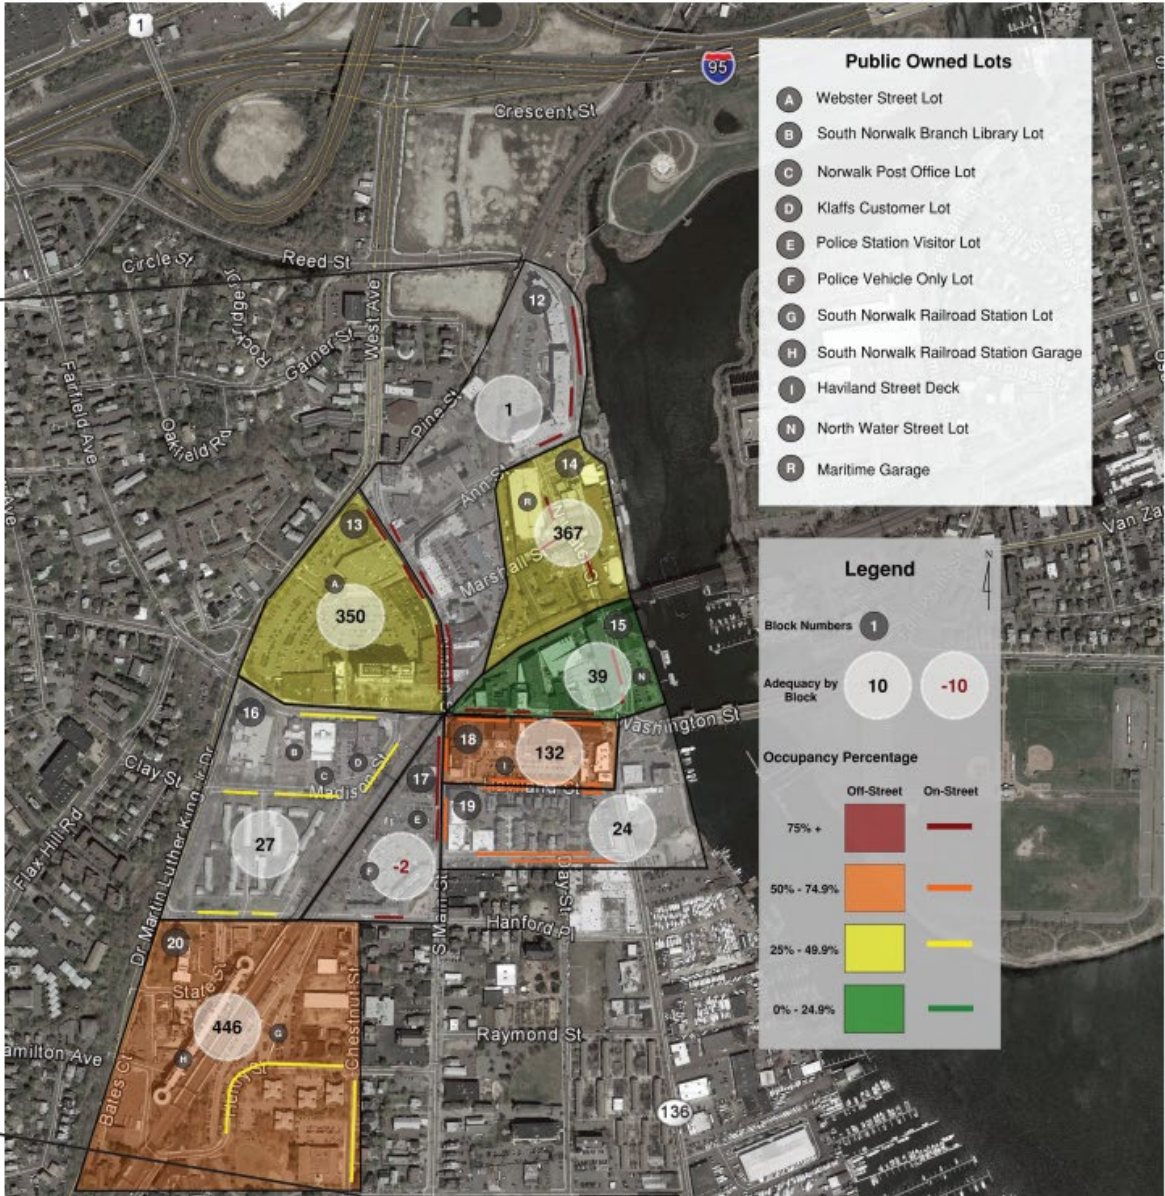 1
95
Crescent St
Reed St
Circle St
Rockridge Dr
Garner St
West Ave
Fairfield Ave
Oakfield Rd
Pine St
Ann St
12
1
14
R
367
Marshall St
13
A
350
15
39
N
Washington St
16
B
C
D
Madison St
27
Clay St
Flax Hill Rd
Dr Martin Luther King Jr Dr
17
E
F
-2
18
I
132
19
24
Day St
S Main St
Hanford Pl
20
State St
446
G
H
Henry St
Chestnut St
Bates Ct
amilton Ave
Raymond St
136
Van Za
Ave
Public Owned Lots
A Webster Street Lot
B South Norwalk Branch Library Lot
C Norwalk Post Office Lot
D Klaffs Customer Lot
E Police Station Visitor Lot
F Police Vehicle Only Lot
G South Norwalk Railroad Station Lot
H South Norwalk Railroad Station Garage
I Haviland Street Deck
N North Water Street Lot
R Maritime Garage
Legend
N
Block Numbers 1
Adequacy by Block 10 -10
Occupancy Percentage
Off-Street On-Street
75% +
50% - 74.9%
25% - 49.9%
0% - 24.9%